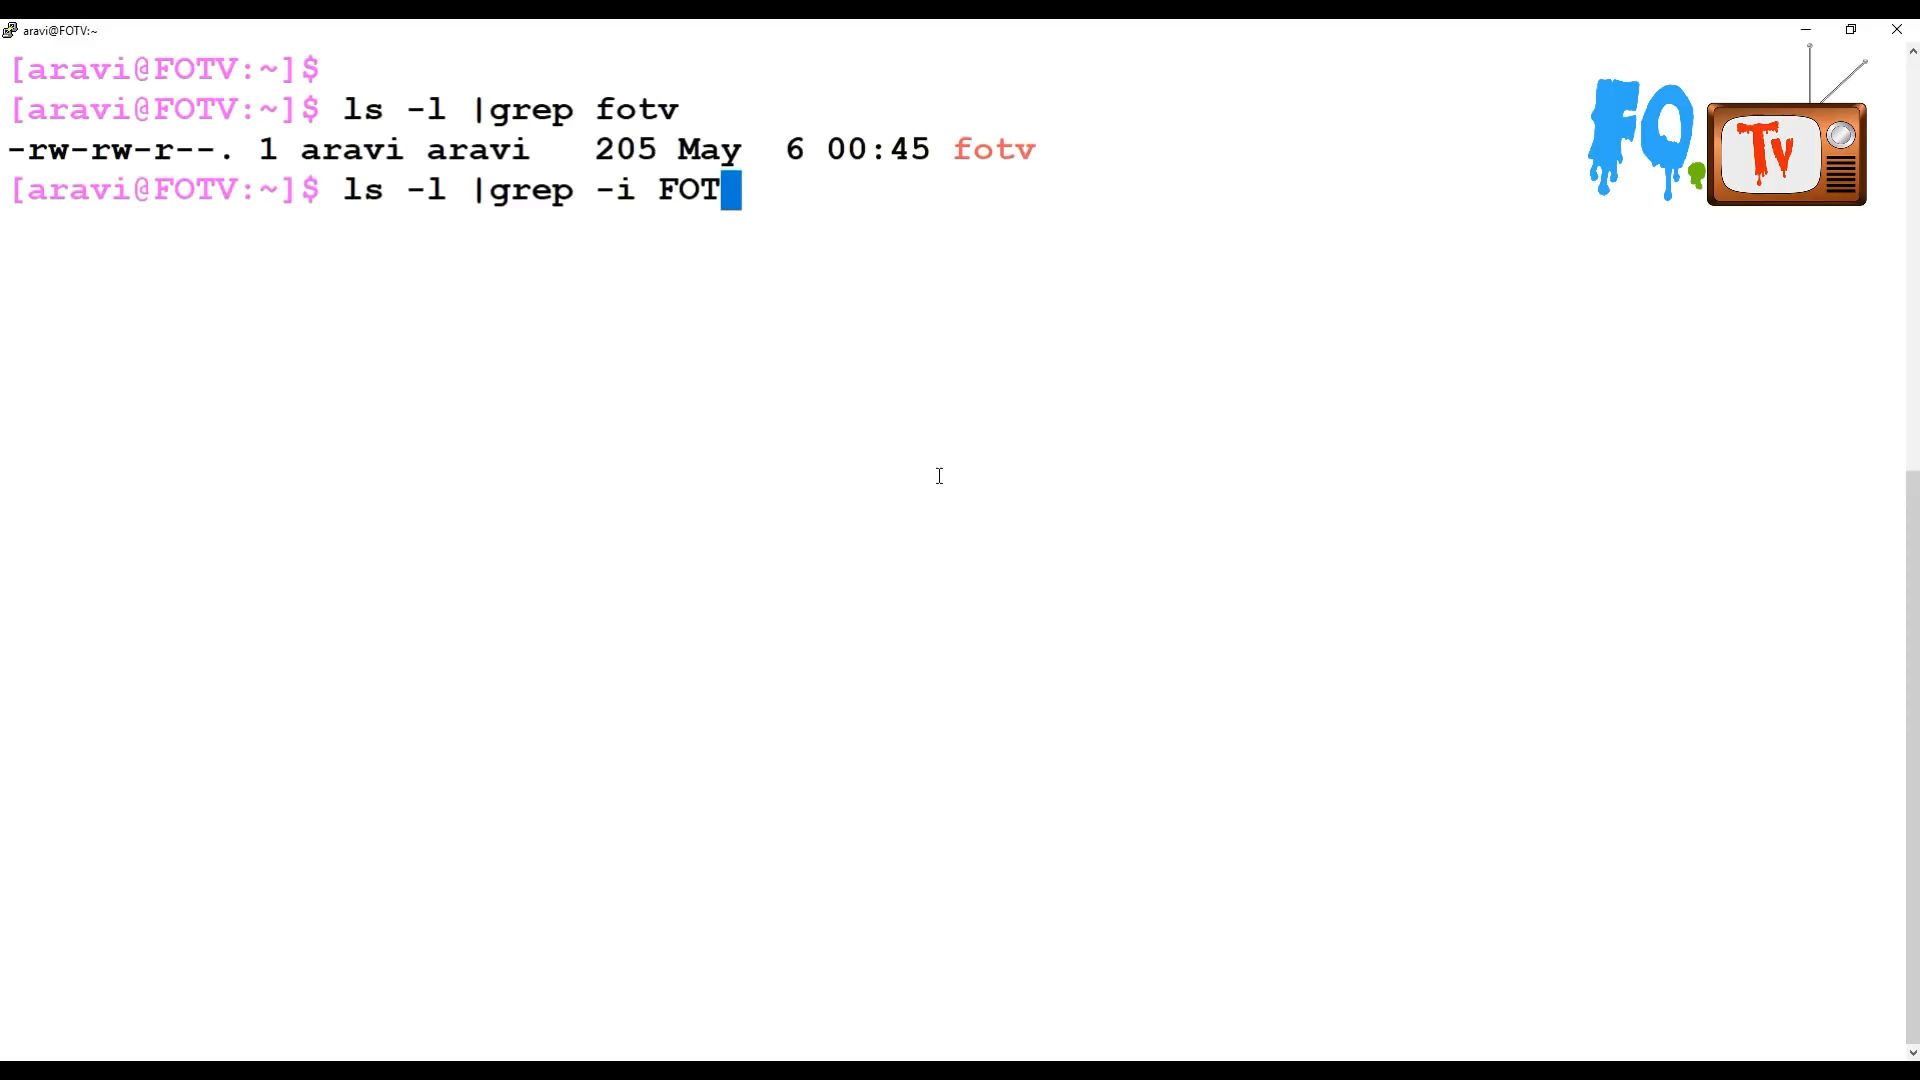 aravi@FOTV:~
[aravi@FOTV:~]$
[aravi@FOTV:~]$ ls -l |grep fotv
-rw-rw-r--. 1 aravi aravi   205 May  6 00:45 fotv
[aravi@FOTV:~]$ ls -l |grep -i FOT
FO.
Tv